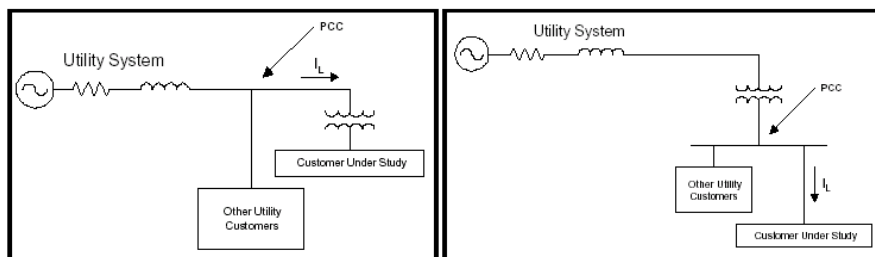 PCC
Utility System
I_L
Customer Under Study
Other Utility
Customers
Utility System
PCC
Other Utility
Customers
I_L
Customer Under Study